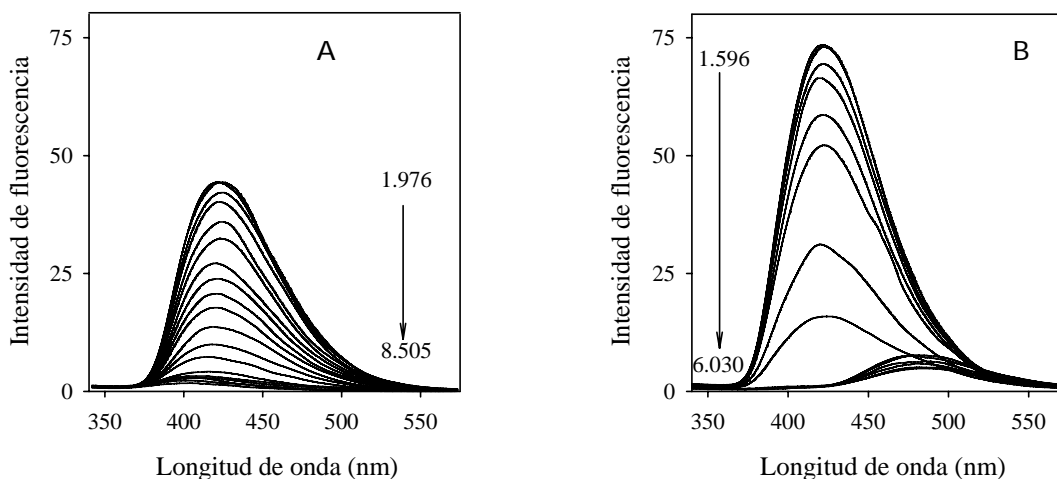 Intensidad de fluorescencia
75
50
25
0
A
1.976
8.505
350 400 450 500 550
Longitud de onda (nm)
Intensidad de fluorescencia
75
50
25
0
B
1.596
6.030
350 400 450 500 550
Longitud de onda (nm)